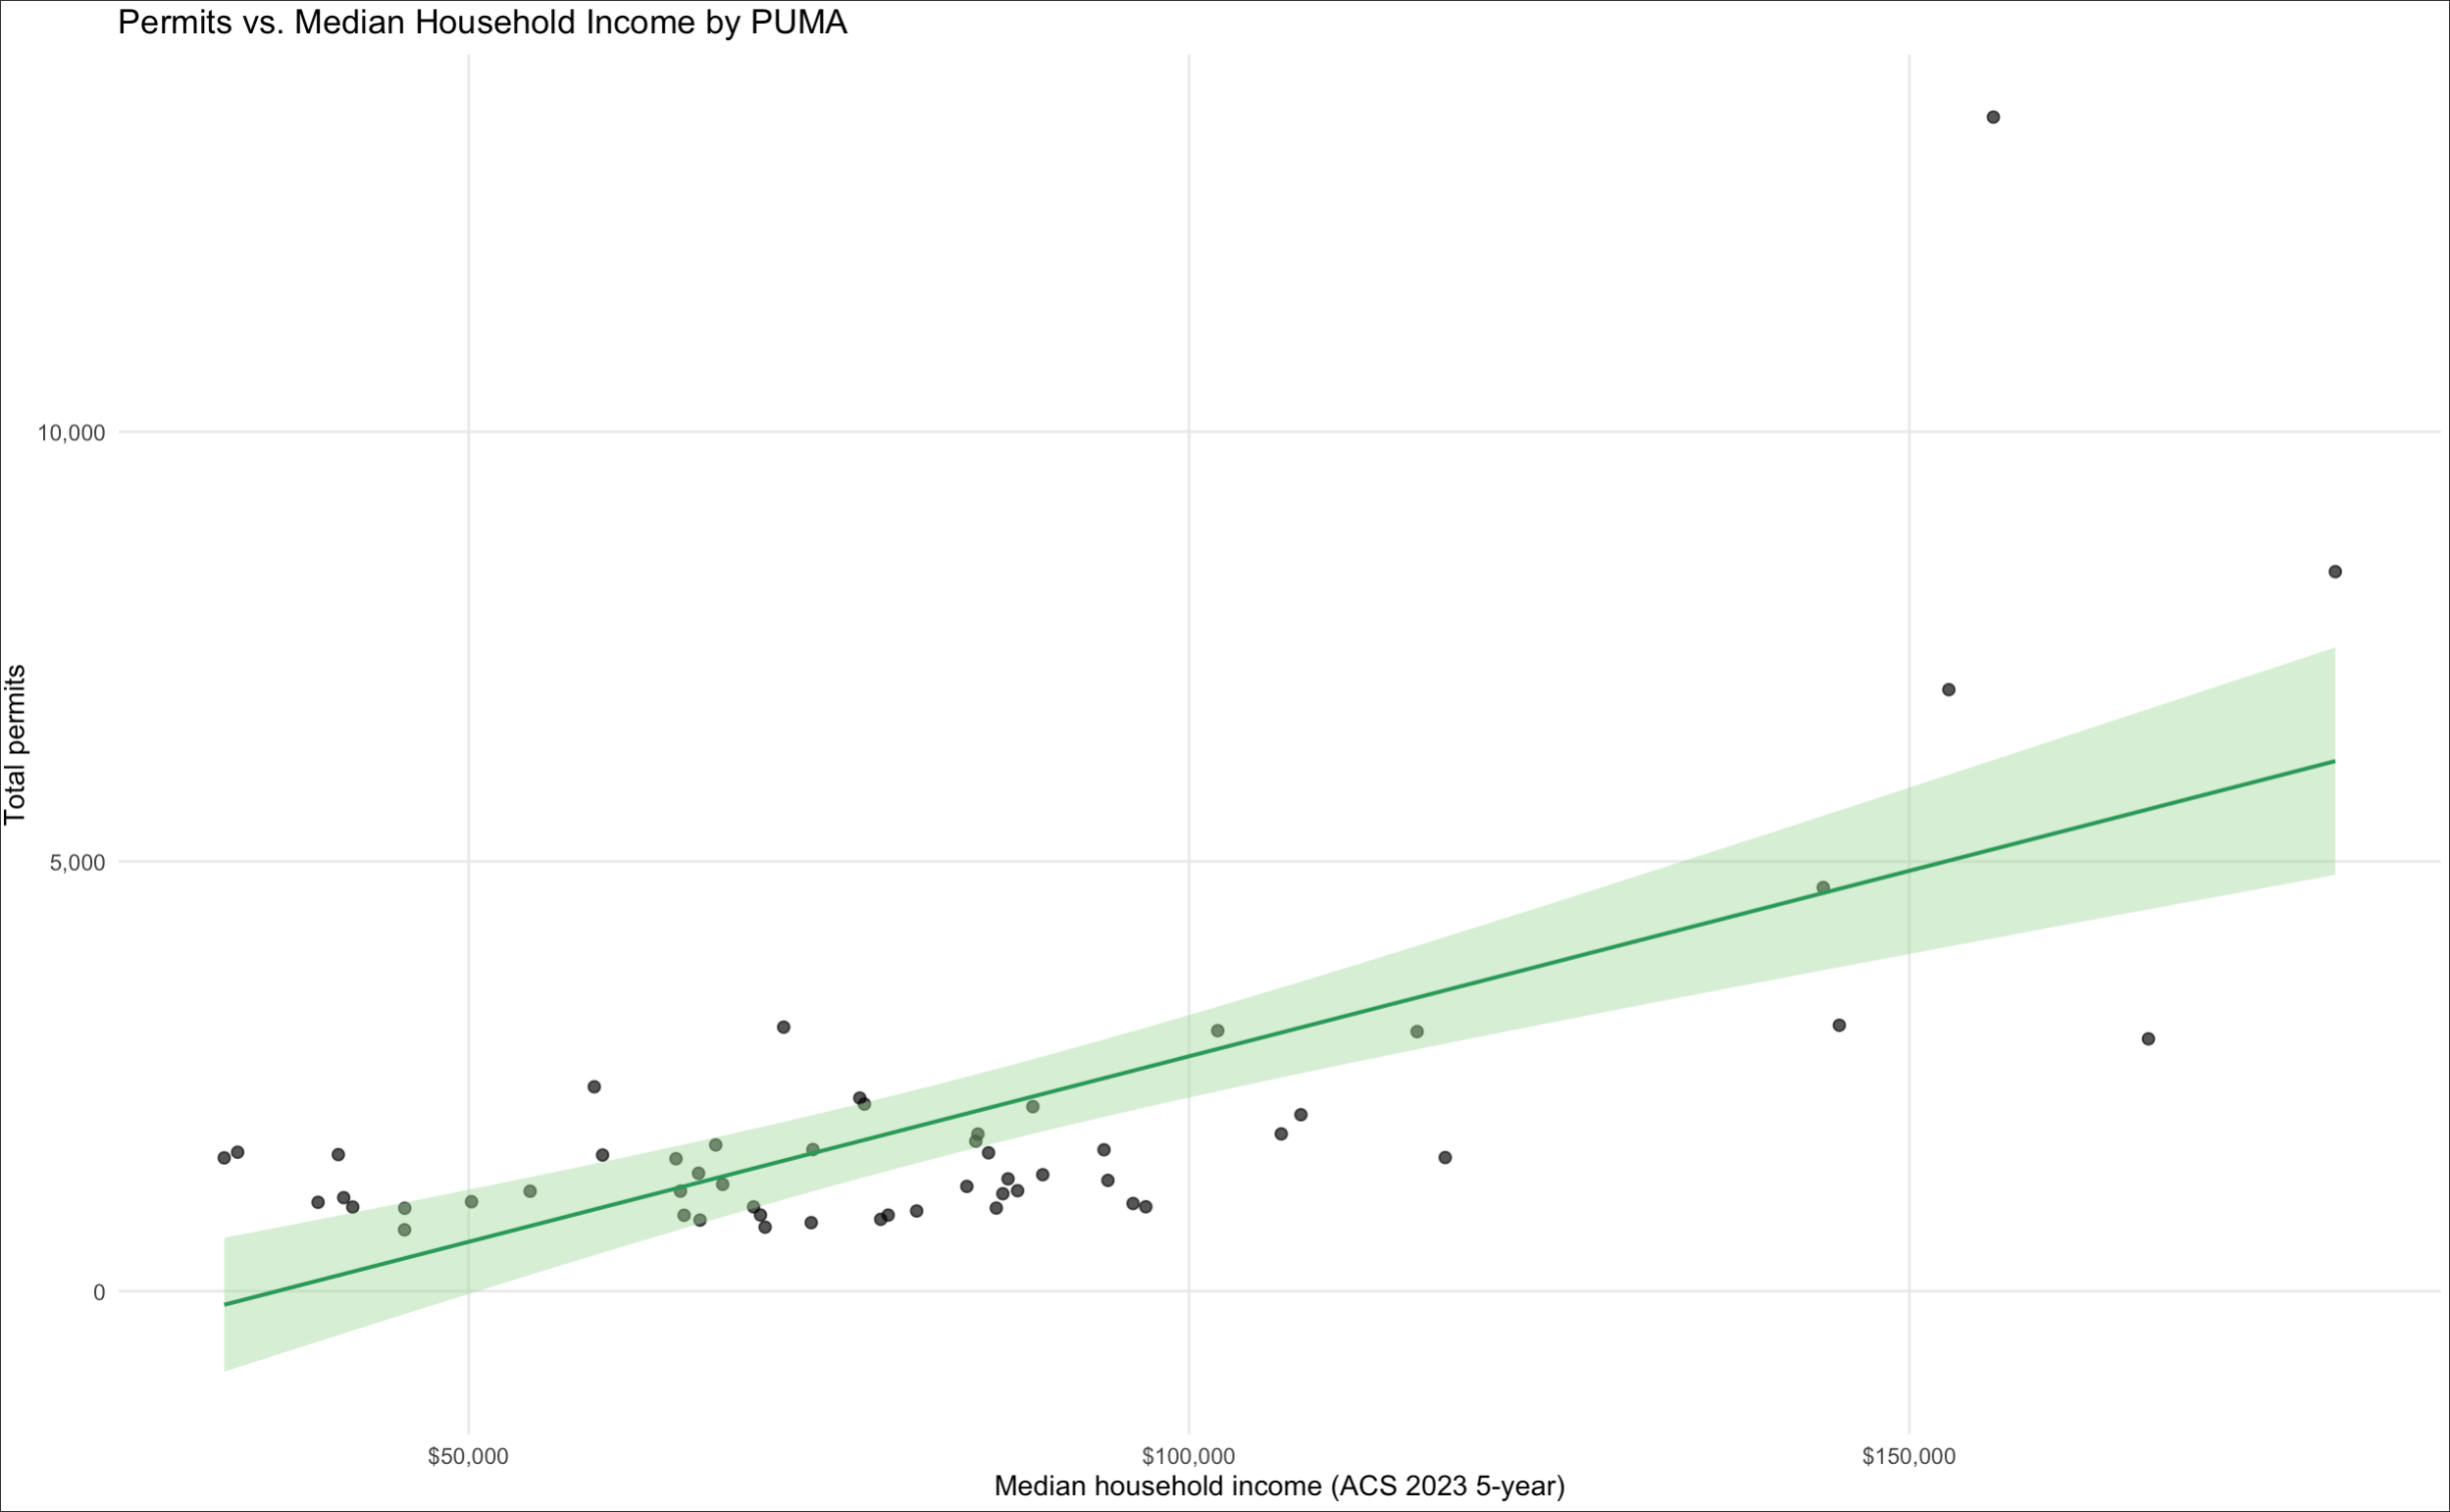 Permits vs. Median Household Income by PUMA
Total permits
10,000
5,000
0
$50,000
$100,000
$150,000
Median household income (ACS 2023 5-year)